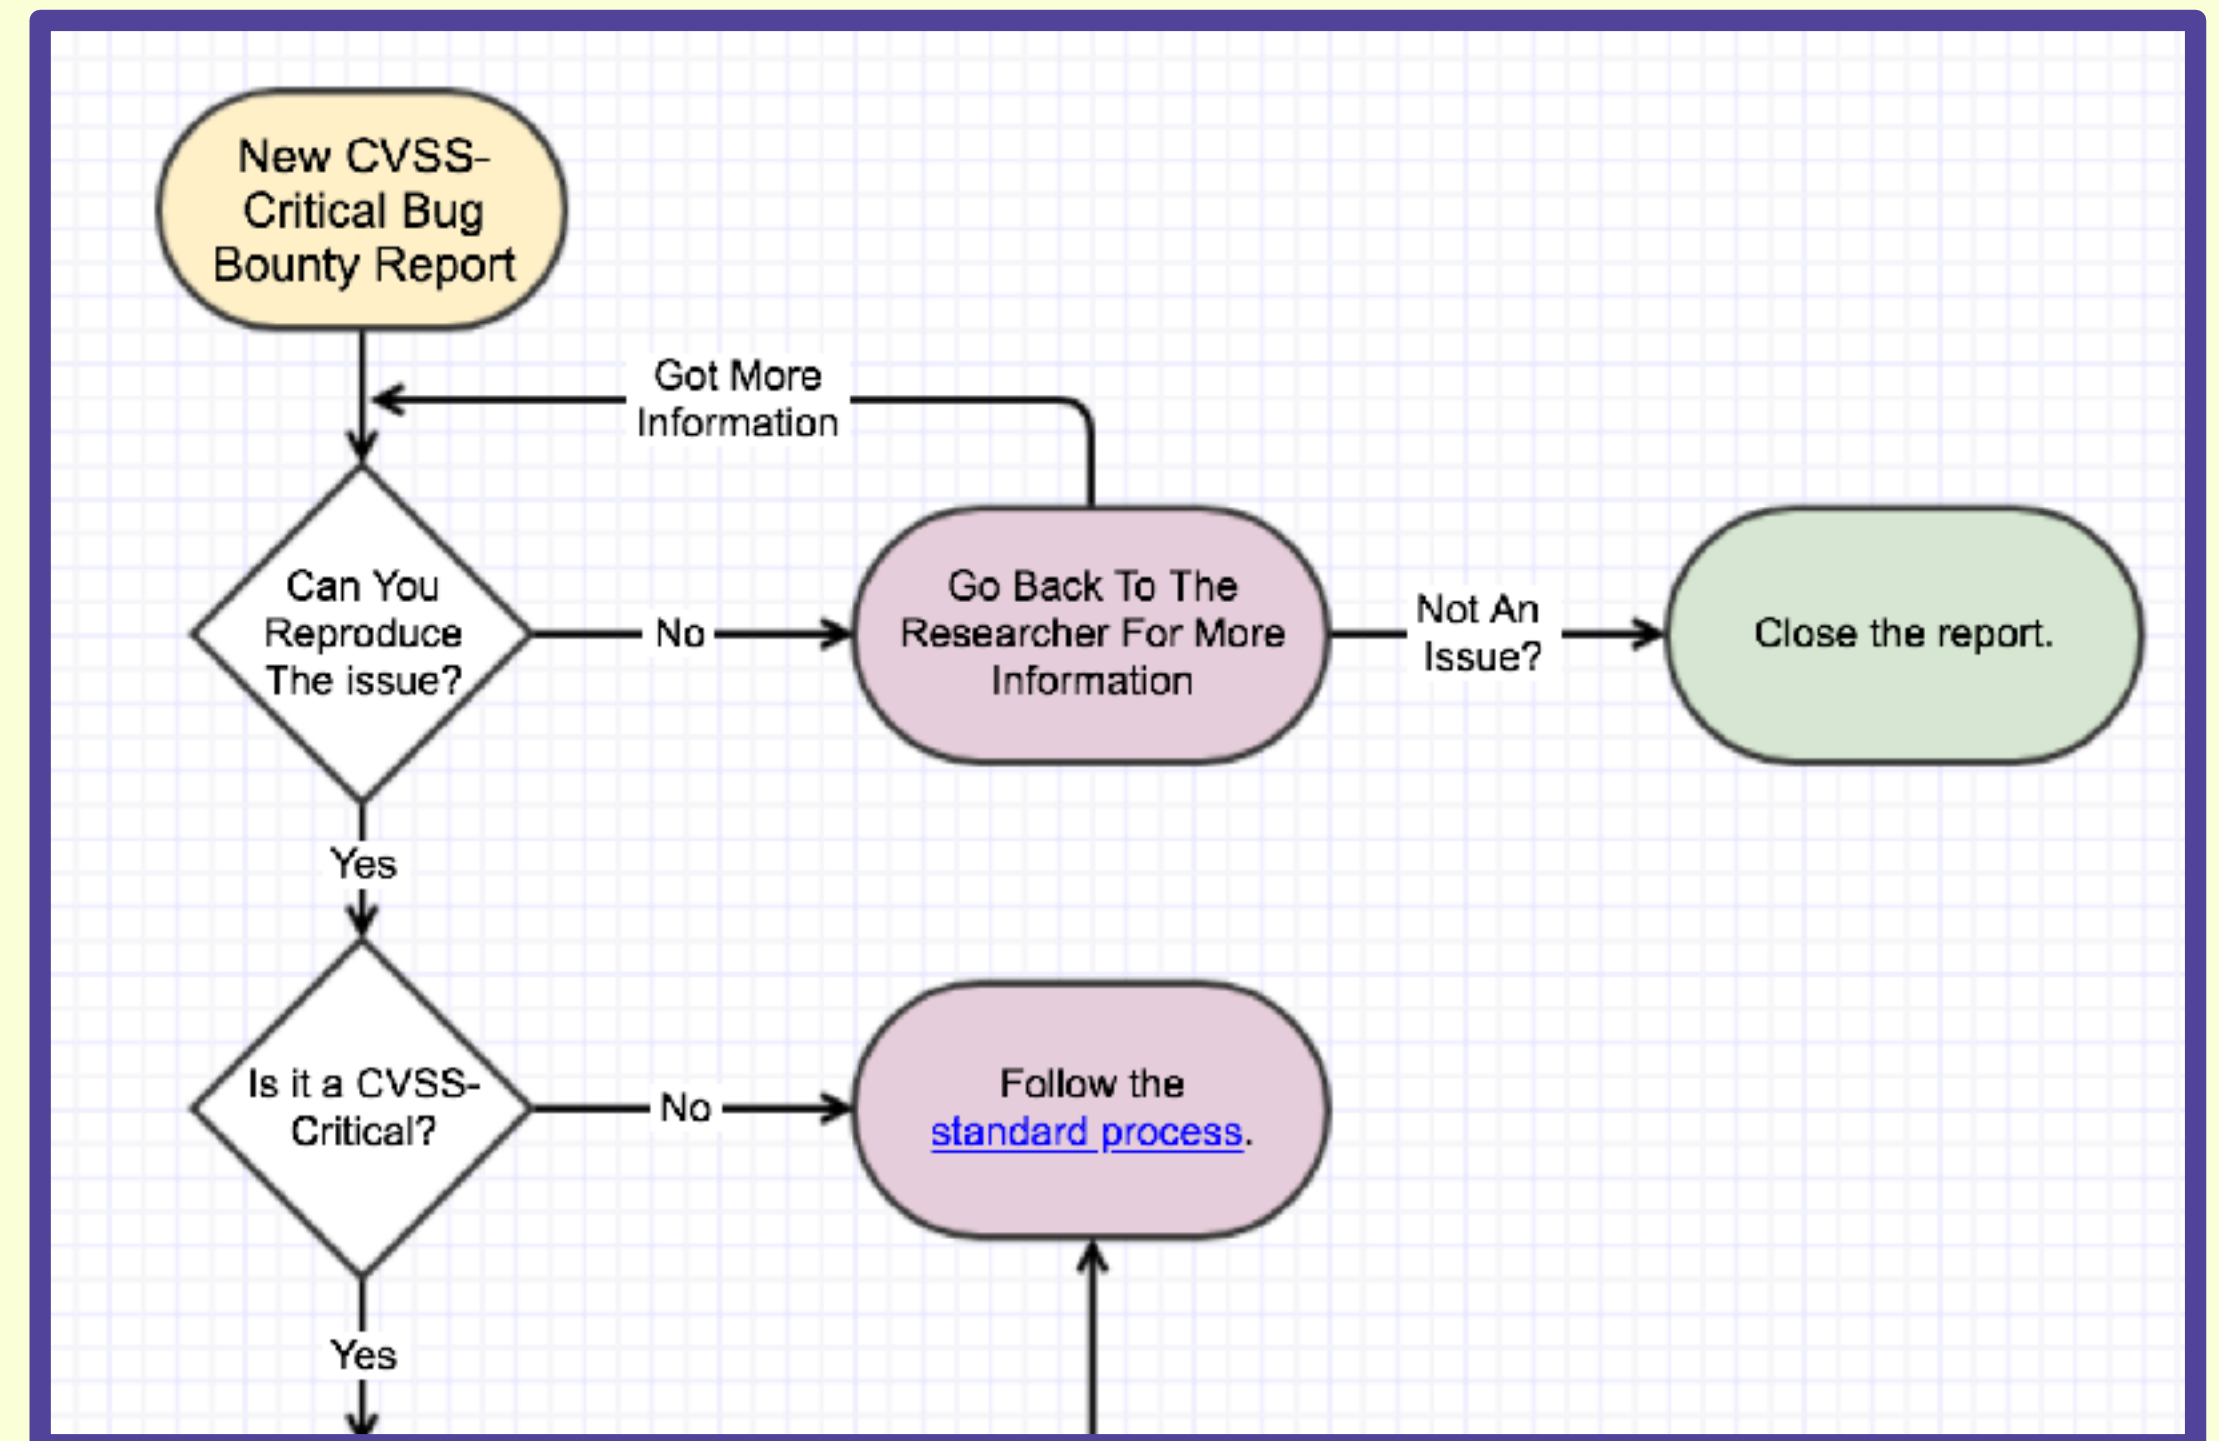 New CVSS-
Critical Bug
Bounty Report
Got More
Information
Can You
Reproduce
The issue?
No
Go Back To The
Researcher For More
Information
Not An
Issue?
Close the report.
Yes
Is it a CVSS-
Critical?
No
Follow the
standard process.
Yes